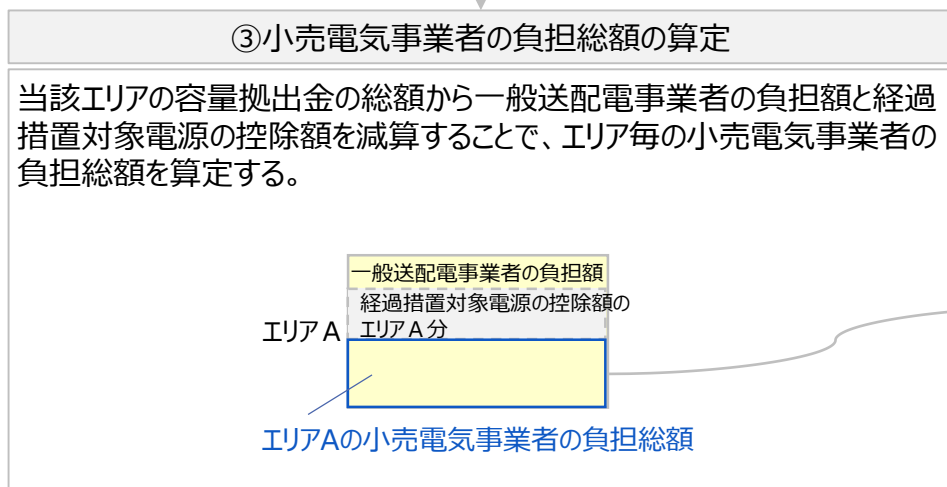 ③小売電気事業者の負担総額の算定
当該エリアの容量拠出金の総額から一般送配電事業者の負担額と経過
措置対象電源の控除額を減算することで、エリア毎の小売電気事業者の
負担総額を算定する。
一般送配電事業者の負担額
経過措置対象電源の控除額の
エリアA分
エリアA
エリアAの小売電気事業者の負担総額